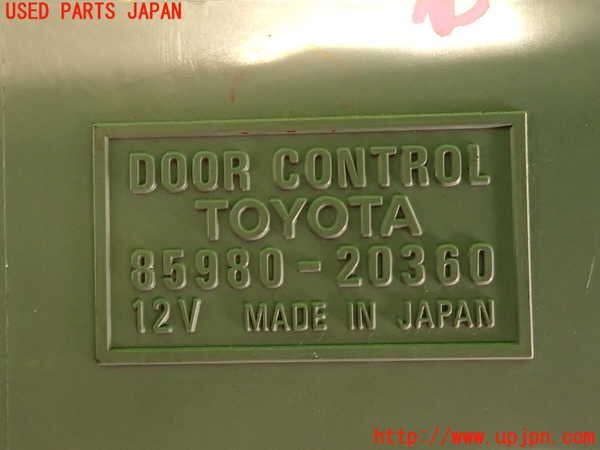 USED PARTS JAPAN
DOOR CONTROL
TOYOTA
85980-20360
12V MADE IN JAPAN
http://www.upjpn.com/